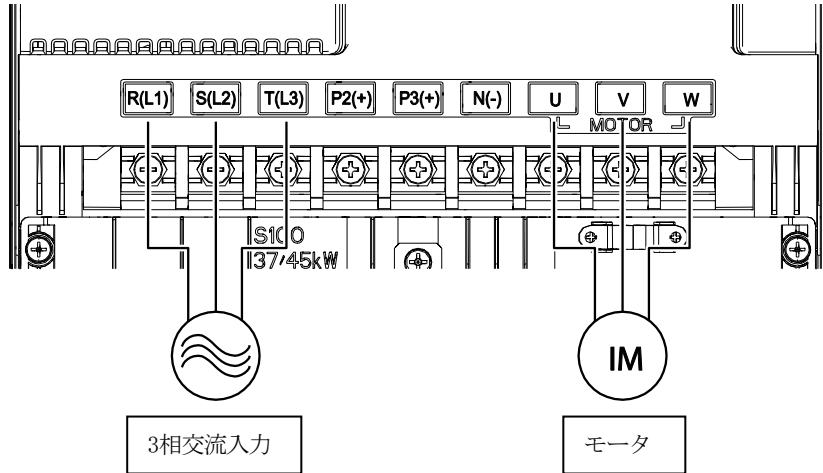 R(L1) S(L2) T(L3) P2(+) P3(+) N(-) U V W
MOTOR
S100
37/45kW
IM
3相交流入力
モータ